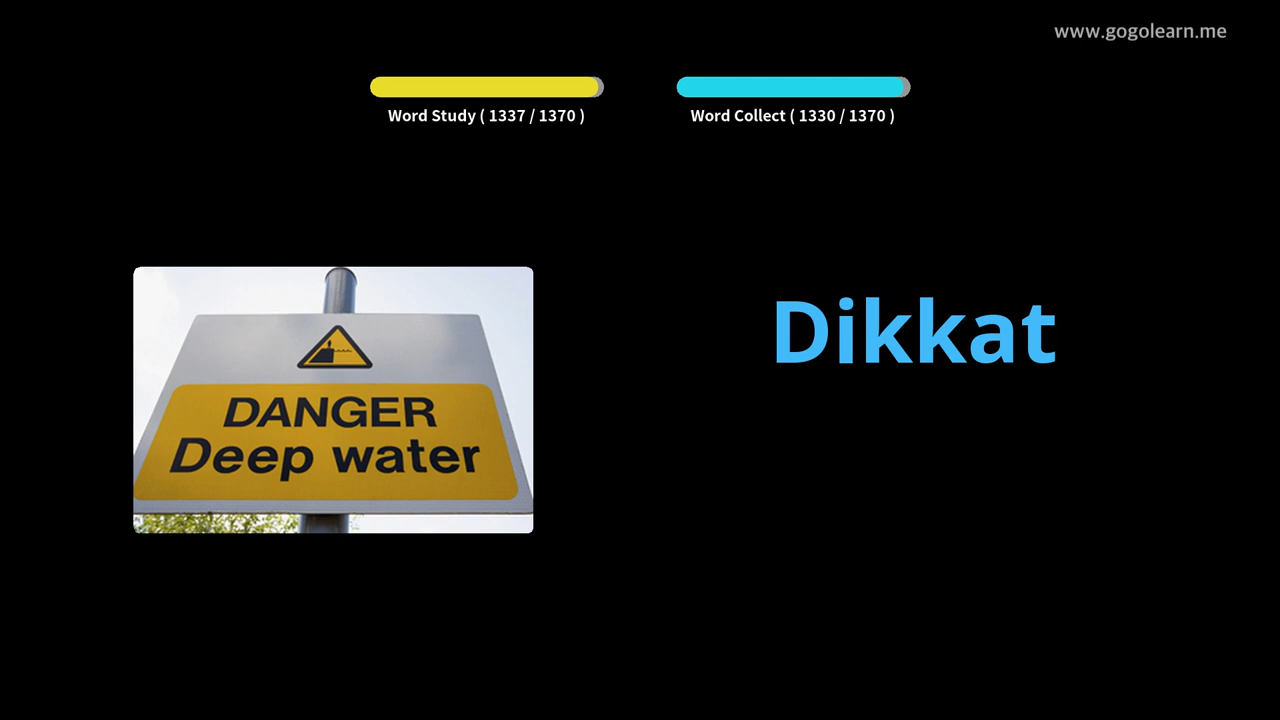 www.gogolearn.me
Word Study ( 1337 / 1370 )
Word Collect ( 1330 / 1370 )
DANGER
Deep water
Dikkat